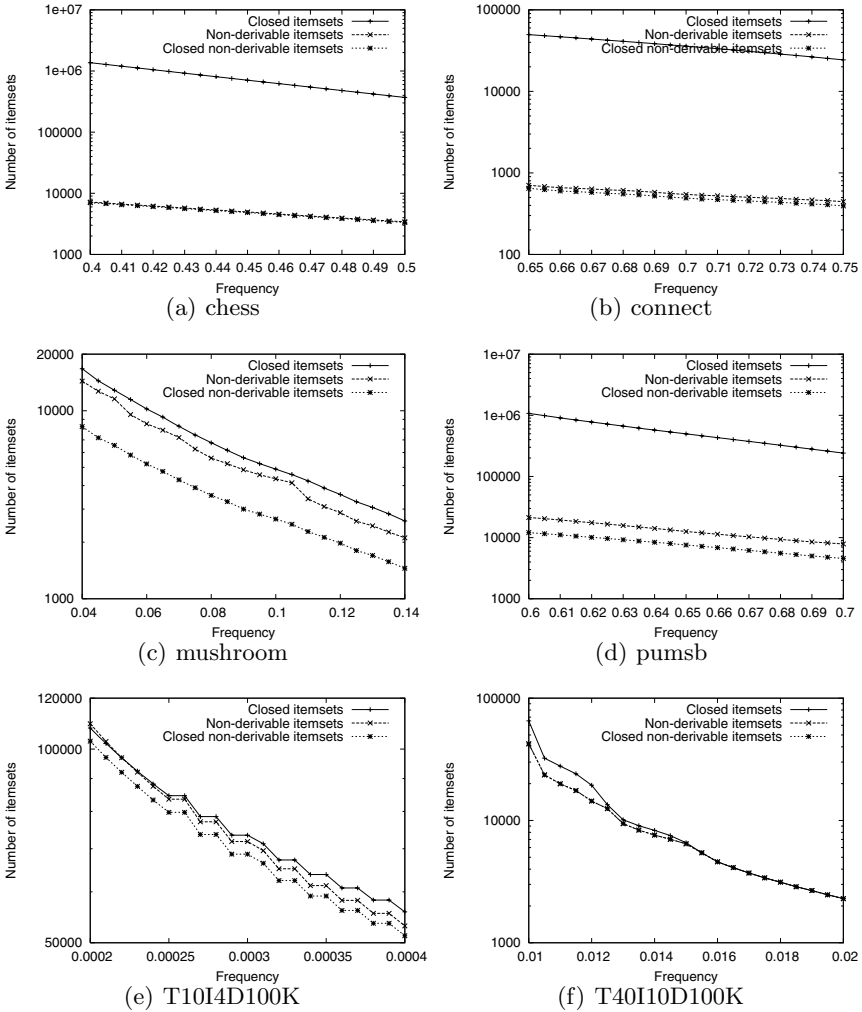 1e+07
1e+06
100000
10000
1000
Number of itemsets
Closed itemsets
Non-derivable itemsets
Closed non-derivable itemsets
0.4 0.41 0.42 0.43 0.44 0.45 0.46 0.47 0.48 0.49 0.5
Frequency
(a) chess
100000
10000
1000
100
Number of itemsets
Closed itemsets
Non-derivable itemsets
Closed non-derivable itemsets
0.65 0.66 0.67 0.68 0.69 0.7 0.71 0.72 0.73 0.74 0.75
Frequency
(b) connect
20000
10000
1000
Number of itemsets
Closed itemsets
Non-derivable itemsets
Closed non-derivable itemsets
0.04 0.06 0.08 0.1 0.12 0.14
Frequency
(c) mushroom
1e+07
1e+06
100000
10000
1000
Number of itemsets
Closed itemsets
Non-derivable itemsets
Closed non-derivable itemsets
0.6 0.61 0.62 0.63 0.64 0.65 0.66 0.67 0.68 0.69 0.7
Frequency
(d) pumsb
120000
100000
50000
Number of itemsets
Closed itemsets
Non-derivable itemsets
Closed non-derivable itemsets
0.0002 0.00025 0.0003 0.00035 0.0004
Frequency
(e) T10I4D100K
100000
10000
1000
Number of itemsets
Closed itemsets
Non-derivable itemsets
Closed non-derivable itemsets
0.01 0.012 0.014 0.016 0.018 0.02
Frequency
(f) T40I10D100K